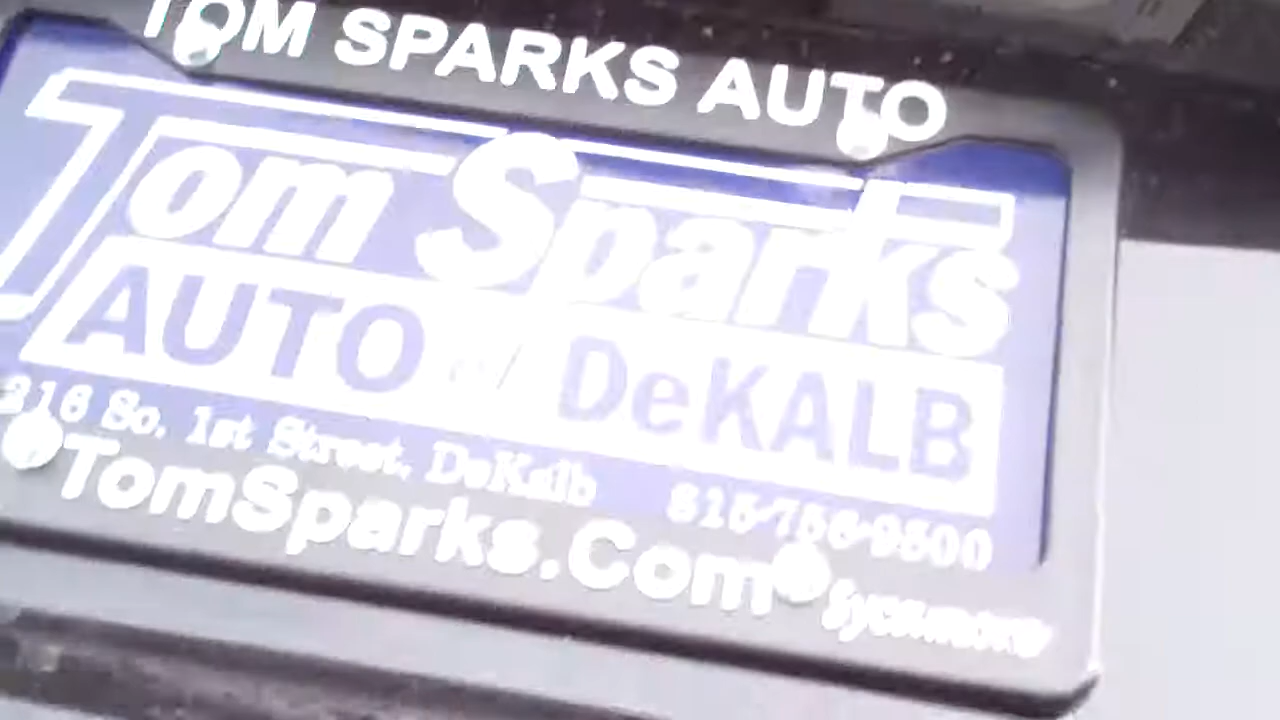 TOM SPARKS AUTO
Tom Sparks
AUTO of DeKALB
216 So. 1st Street, DeKalb 815-756-9500
TomSparks.Com Sycamore